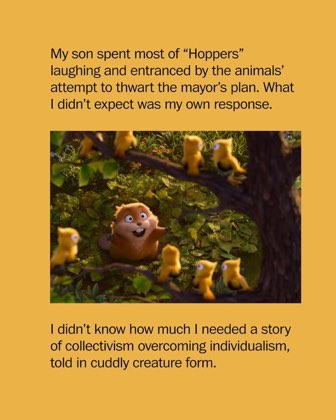 My son spent most of “Hoppers”
laughing and entranced by the animals’
attempt to thwart the mayor’s plan. What
I didn’t expect was my own response.
I didn’t know how much I needed a story
of collectivism overcoming individualism,
told in cuddly creature form.